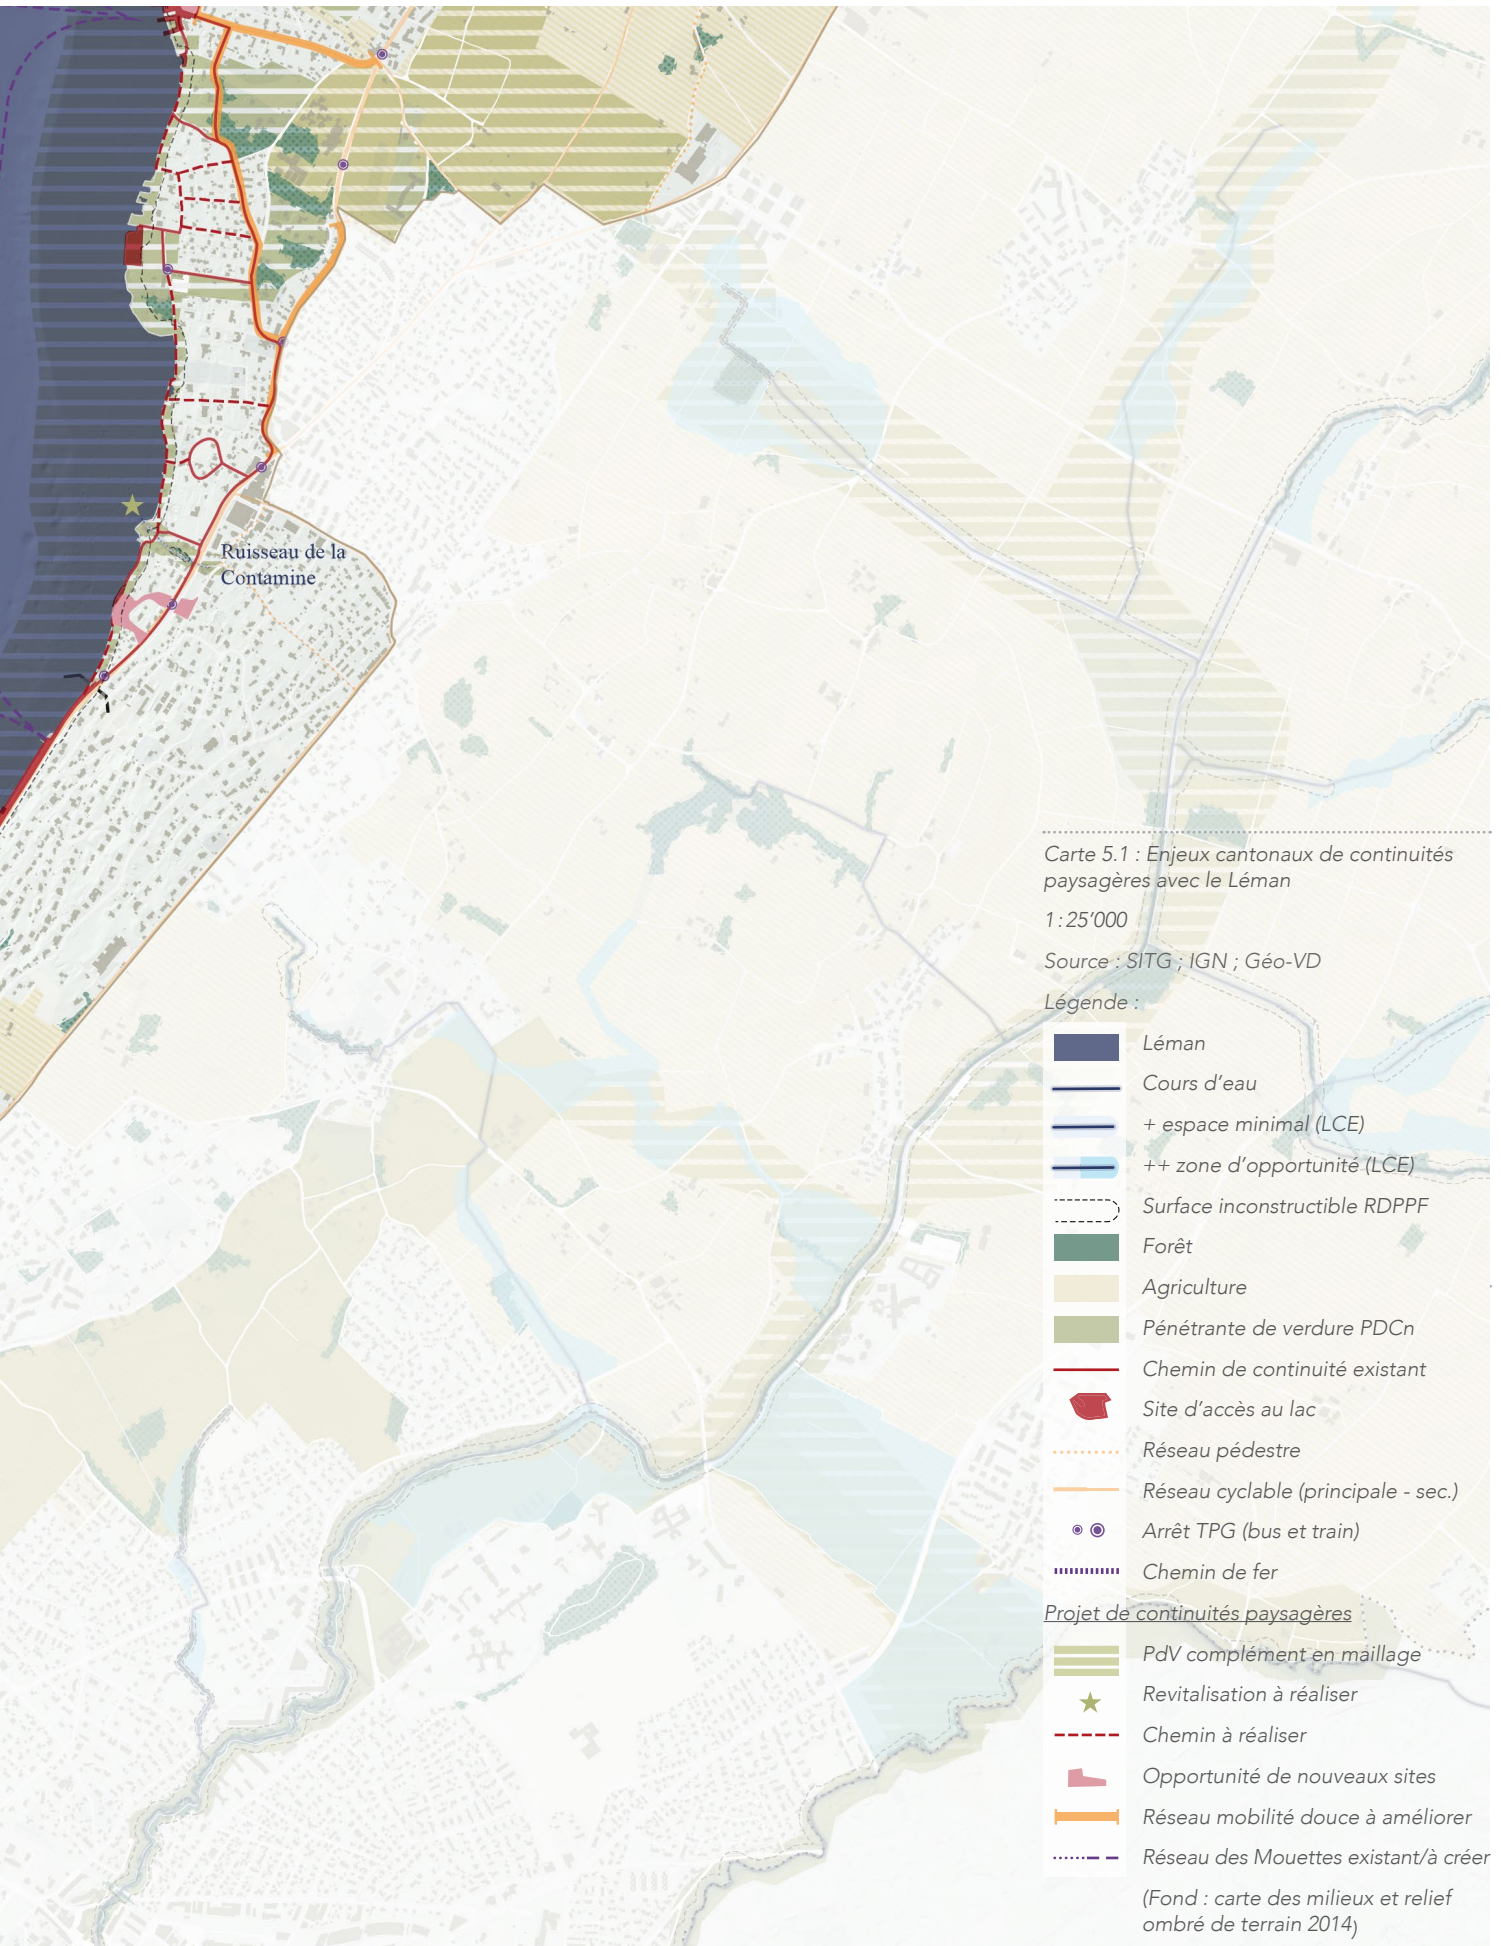 Ruisseau de la
Contamine
Carte 5.1 : Enjeux cantonaux de continuités
paysagères avec le Léman
1 : 25'000
Source : SITG ; IGN ; Géo-VD
Légende :
Léman
Cours d'eau
+ espace minimal (LCE)
++ zone d'opportunité (LCE)
Surface inconstructible RDPPF
Forêt
Agriculture
Pénétrante de verdure PDCn
Chemin de continuité existant
Site d'accès au lac
Réseau pédestre
Réseau cyclable (principale - sec.)
Arrêt TPG (bus et train)
Chemin de fer
Projet de continuités paysagères
PdV complément en maillage
Revitalisation à réaliser
Chemin à réaliser
Opportunité de nouveaux sites
Réseau mobilité douce à améliorer
Réseau des Mouettes existant/à créer
(Fond : carte des milieux et relief
ombré de terrain 2014)